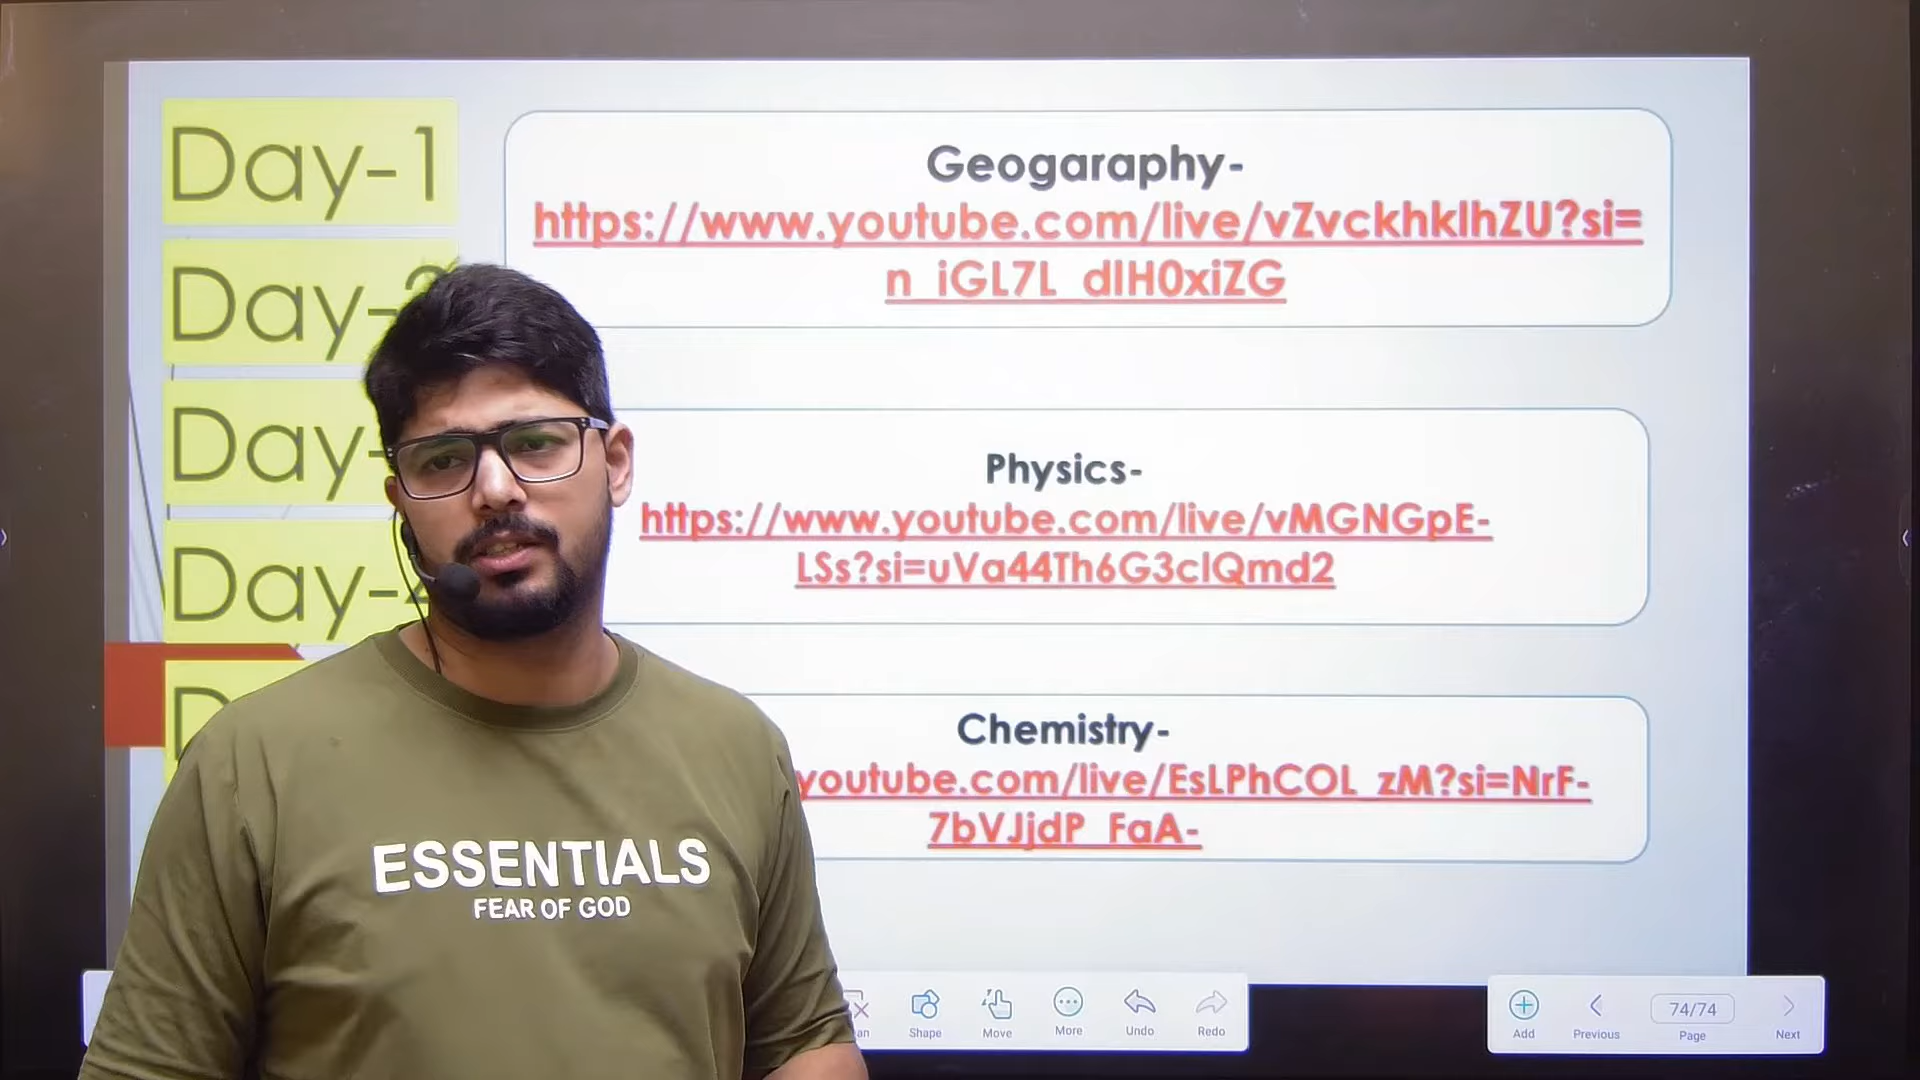 Day-1
Geogaraphy-
https://www.youtube.com/live/vZvckhklhZU?si=
n_iGL7L_dlH0xiZG
Day-
Day-
Physics-
https://www.youtube.com/live/vMGNGpE-
LSs?si=uVa44Th6G3clQmd2
Day-
Chemistry-
youtube.com/live/EsLPhCOL_zM?si=NrF-
7bVJjdP_FaA-
ESSENTIALS
FEAR OF GOD
Shape
Move
More
Undo
Redo
Add
Previous
74/74
Page
Next